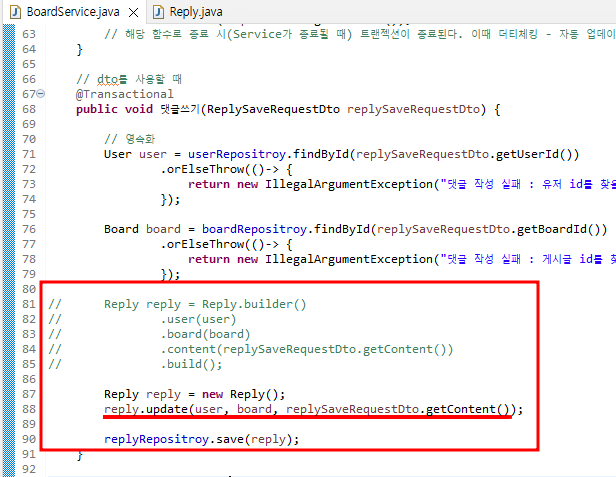 BoardService.java Reply.java
63 // 해당 함수로 종료 시(Service가 종료될 때) 트랜젝션이 종료된다. 이때 더티체킹 - 자동 업데이
64 }
65
66 // dto를 사용할 때
67 @Transactional
68 public void 댓글쓰기(ReplySaveRequestDto replySaveRequestDto) {
69
70 // 영속화
71 User user = userRepositroy.findById(replySaveRequestDto.getUserId())
72 .orElseThrow(()-> {
73 return new IllegalArgumentException("댓글 작성 실패 : 유저 id를 찾을
74 });
75
76 Board board = boardRepositroy.findById(replySaveRequestDto.getBoardId())
77 .orElseThrow(()-> {
78 return new IllegalArgumentException("댓글 작성 실패 : 게시글 id를 찾
79 });
80
81 // Reply reply = Reply.builder()
82 // .user(user)
83 // .board(board)
84 // .content(replySaveRequestDto.getContent())
85 // .build();
86
87 Reply reply = new Reply();
88 reply.update(user, board, replySaveRequestDto.getContent());
89
90 replyRepositroy.save(reply);
91 }
92